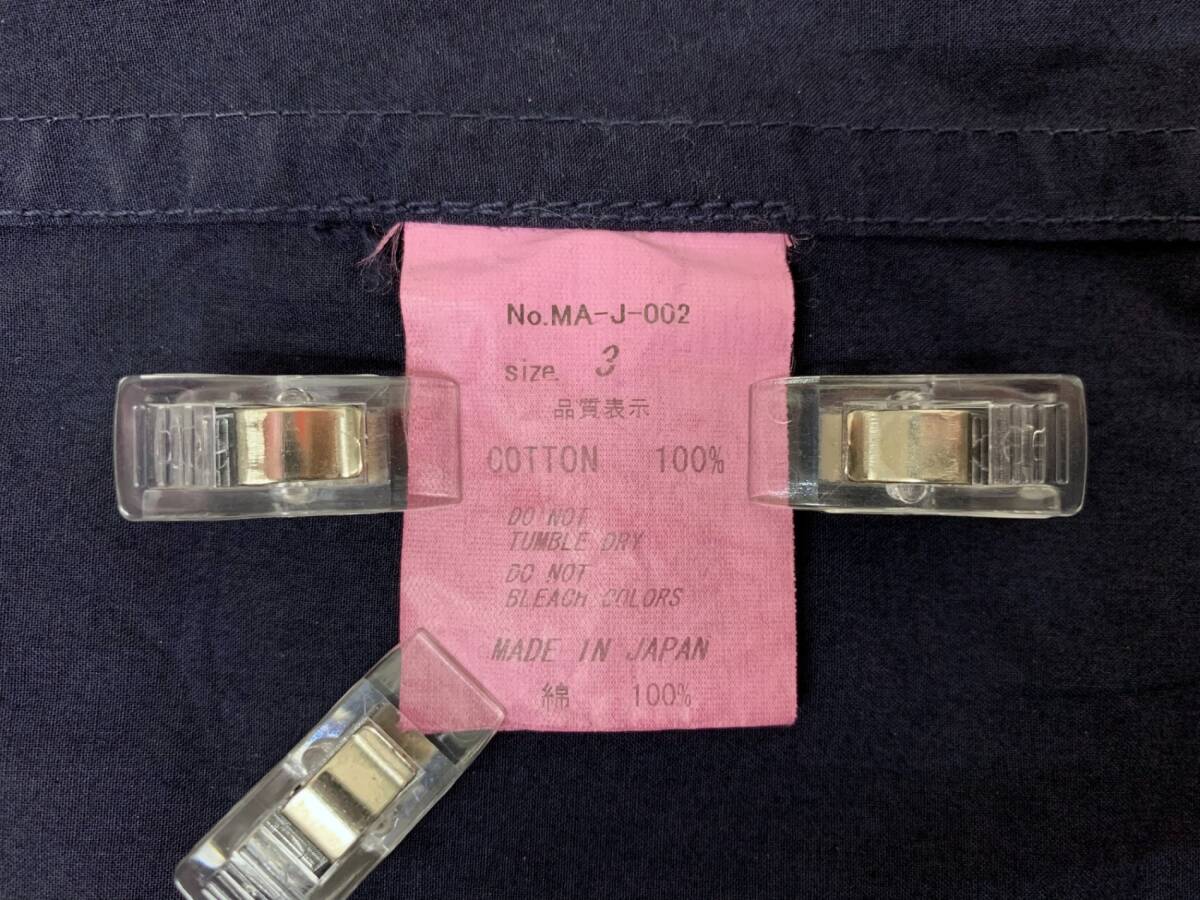 No.MA-J-002
size. 3
品質表示
COTTON 100%
DO NOT
TUMBLE DRY
DO NOT
BLEACH COLORS
MADE IN JAPAN
綿 100%